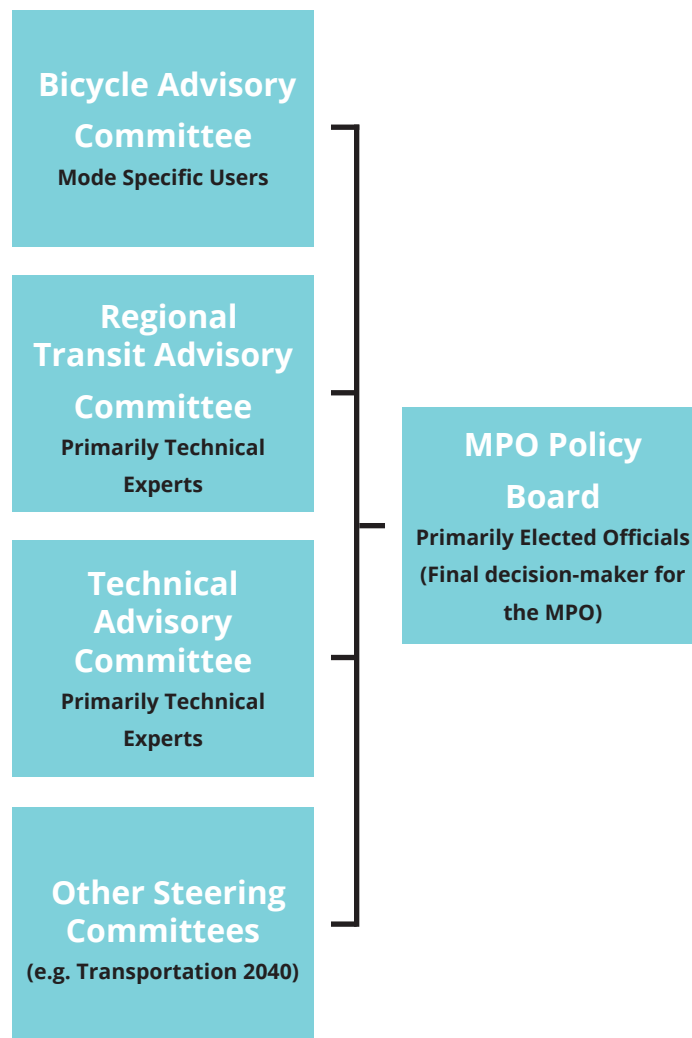 Bicycle Advisory
Committee
Mode Specific Users
Regional
Transit Advisory
Committee
Primarily Technical
Experts
Technical
Advisory
Committee
Primarily Technical
Experts
Other Steering
Committees
(e.g. Transportation 2040)
MPO Policy
Board
Primarily Elected Officials
(Final decision-maker for
the MPO)